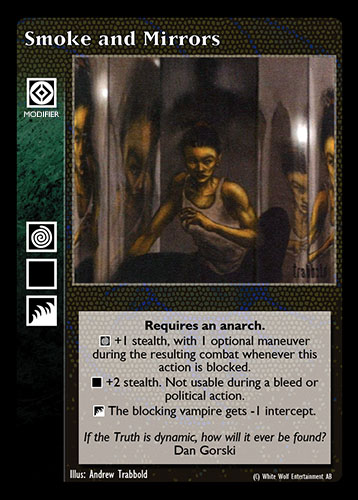 Smoke and Mirrors
MODIFIER
Trabbold
Requires an anarch.
+1 stealth, with 1 optional maneuver
during the resulting combat whenever this
action is blocked.
+2 stealth. Not usable during a bleed or
political action.
The blocking vampire gets -1 intercept.
If the Truth is dynamic, how will it ever be found?
Dan Gorski
Illus: Andrew Trabbold
(C) White Wolf Entertainment AB